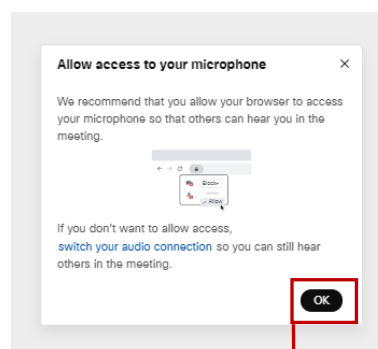 Allow access to your microphone
We recommend that you allow your browser to access
your microphone so that others can hear you in the
meeting.
Block
Allow
If you don't want to allow access,
switch your audio connection so you can still hear
others in the meeting.
OK